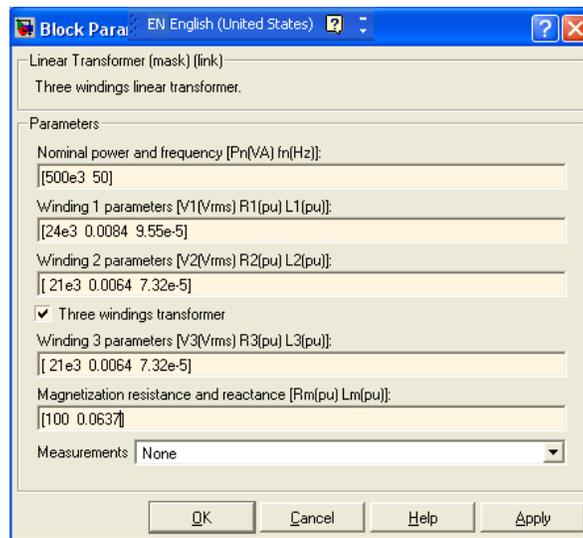 Block Para
EN English (United States)
Linear Transformer (mask) (link)
Three windings linear transformer.
Parameters
Nominal power and frequency [Pn(VA) fn(Hz)]:
[500e3 50]
Winding 1 parameters [V1(Vrms) R1(pu) L1(pu)]:
[24e3 0.0084 9.55e-5]
Winding 2 parameters [V2(Vrms) R2(pu) L2(pu)]:
[ 21e3 0.0064 7.32e-5]
Three windings transformer
Winding 3 parameters [V3(Vrms) R3(pu) L3(pu)]:
[ 21e3 0.0064 7.32e-5]
Magnetization resistance and reactance [Rm(pu) Lm(pu)]:
[100 0.0637]
Measurements None
OK Cancel Help Apply